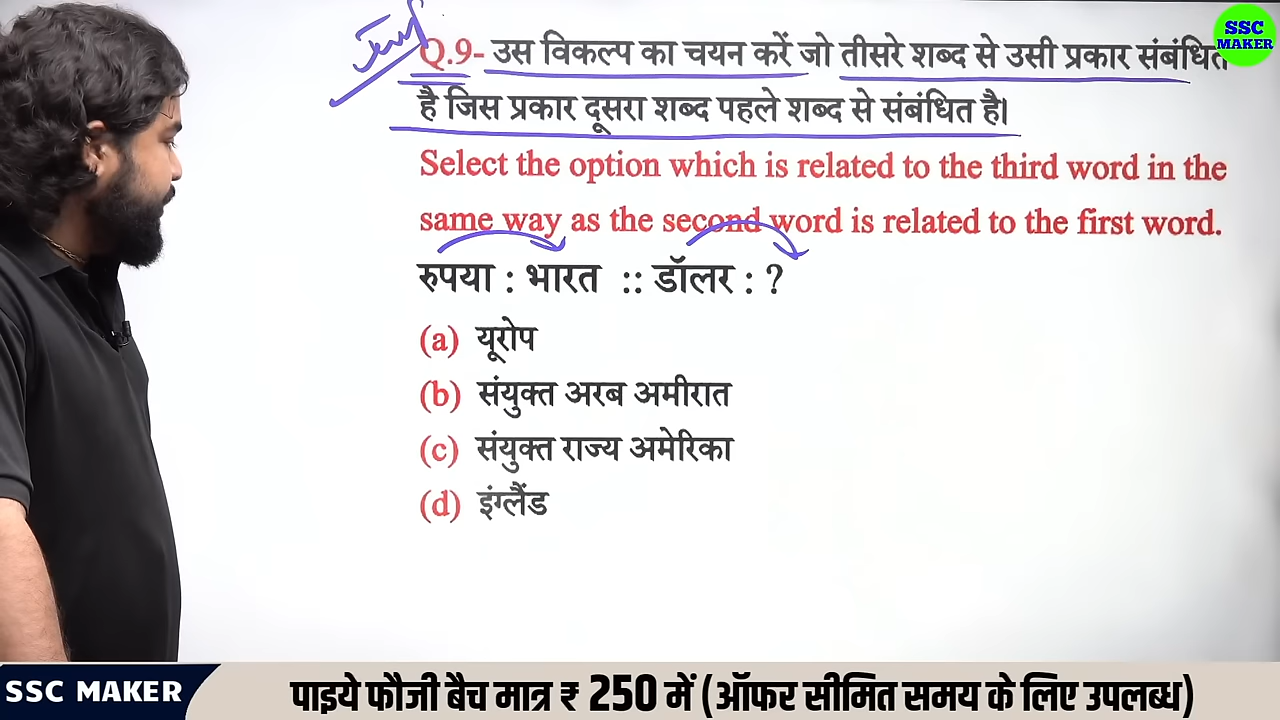 Q.9- उस विकल्प का चयन करें जो तीसरे शब्द से उसी प्रकार संबंधित
है जिस प्रकार दूसरा शब्द पहले शब्द से संबंधित है।
Select the option which is related to the third word in the
same way as the second word is related to the first word.
रुपया : भारत :: डॉलर : ?
(a) यूरोप
(b) संयुक्त अरब अमीरात
(c) संयुक्त राज्य अमेरिका
(d) इंग्लैंड
SSC
MAKER
SSC MAKER
पाइये फौजी बैच मात्र ₹ 250 में (ऑफर सीमित समय के लिए उपलब्ध)